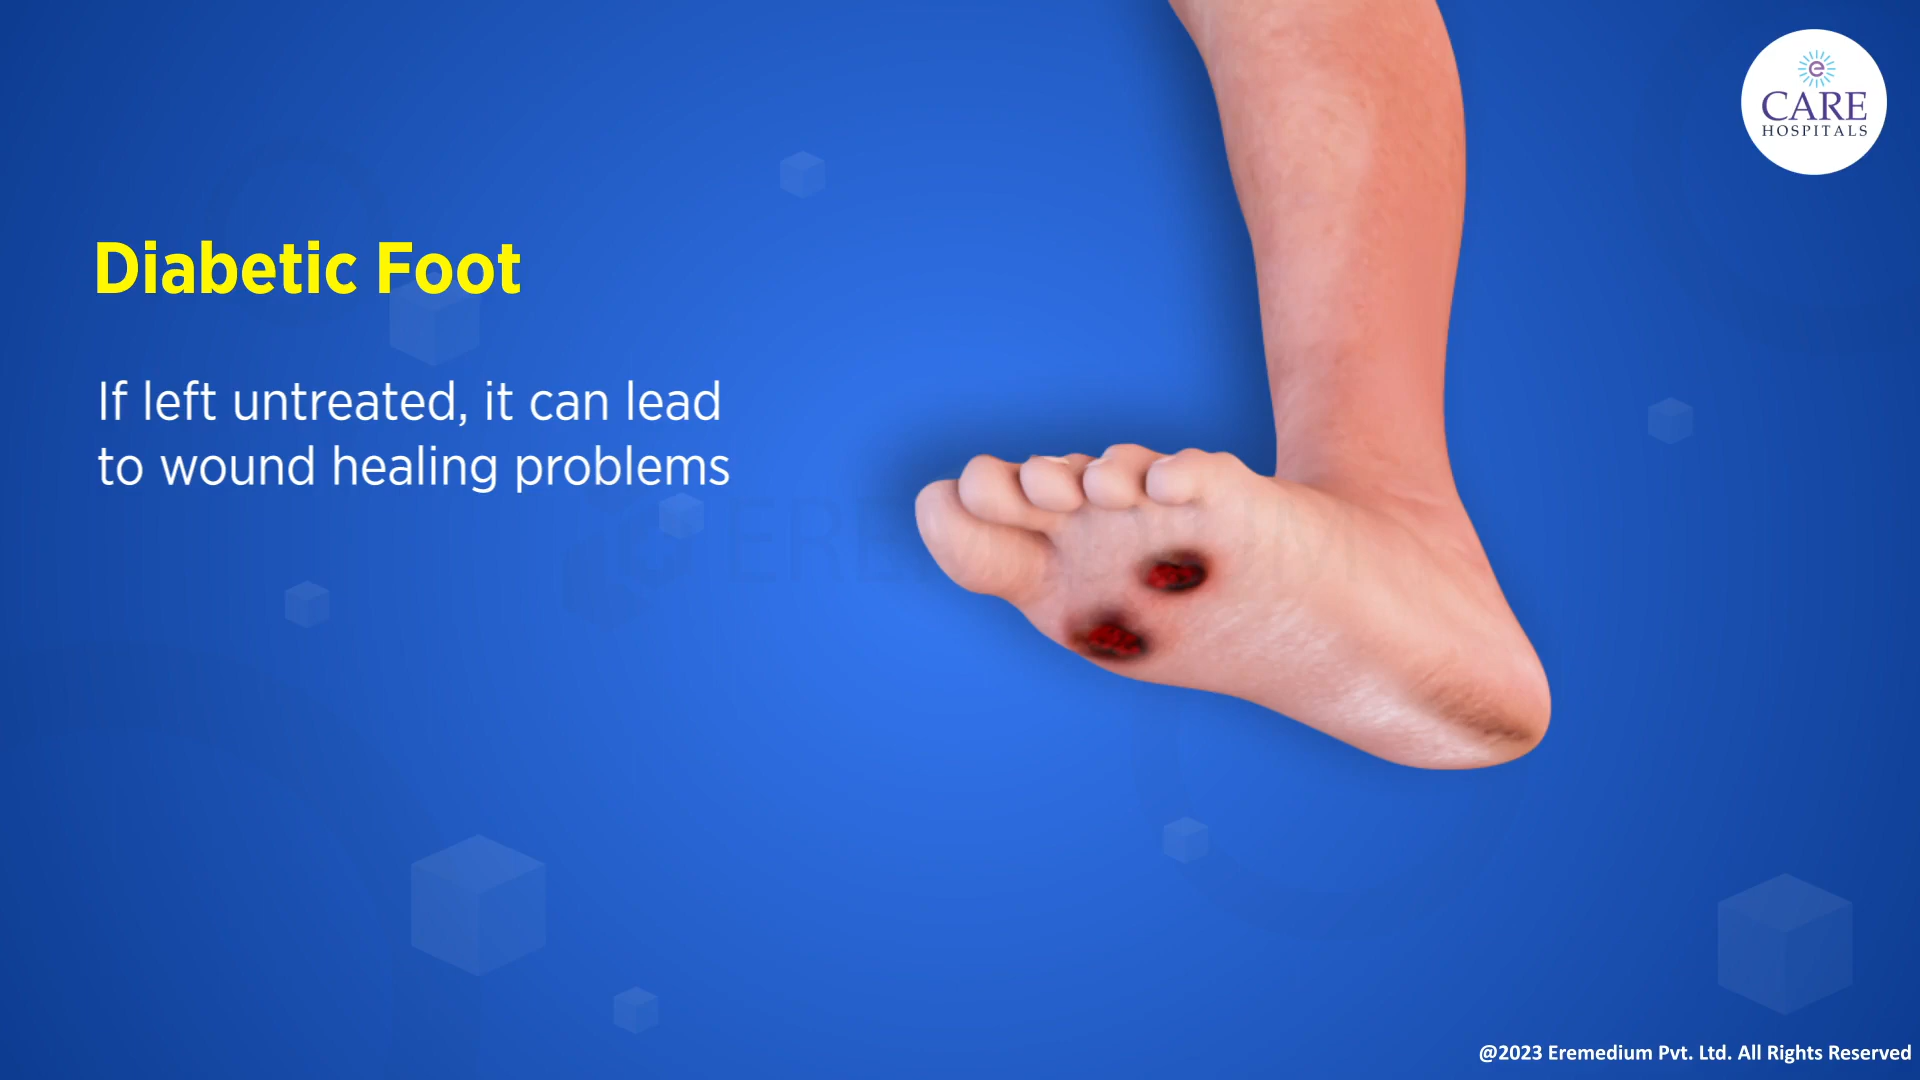 e
CARE
HOSPITALS
Diabetic Foot
If left untreated, it can lead
to wound healing problems
EREMEDIUM
@2023 Eremedium Pvt. Ltd. All Rights Reserved